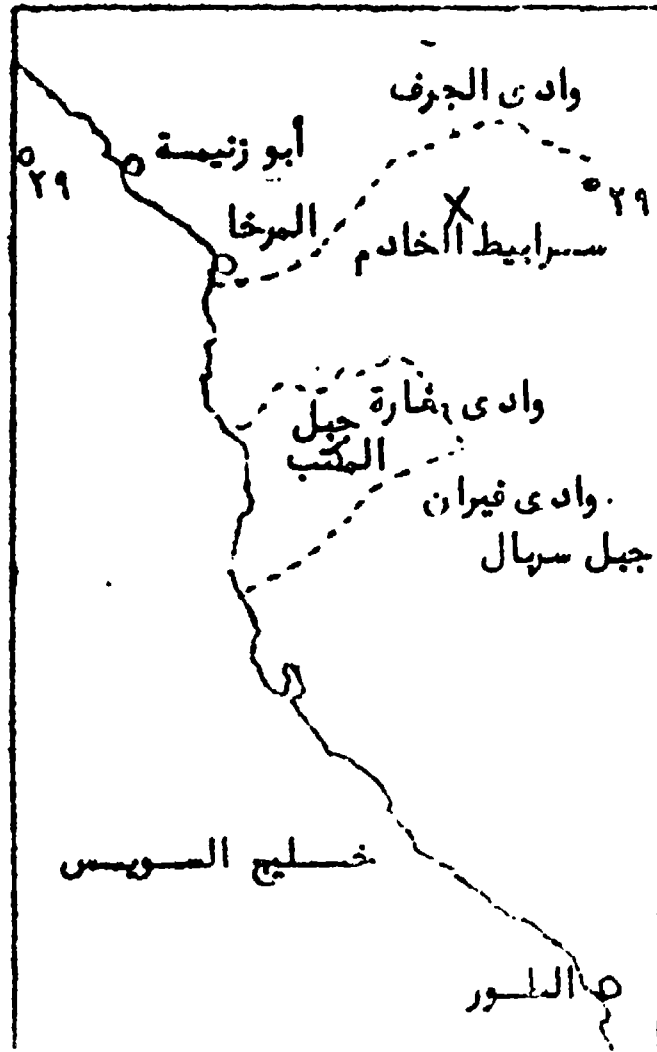 وادى الجرف
أبو زنيمة
٢٩
٢٩
المرخا
سرابيط الخادم
وادى
جبل
المكتب
وادى فيران
جبل سربال
خليج السويس
الطور